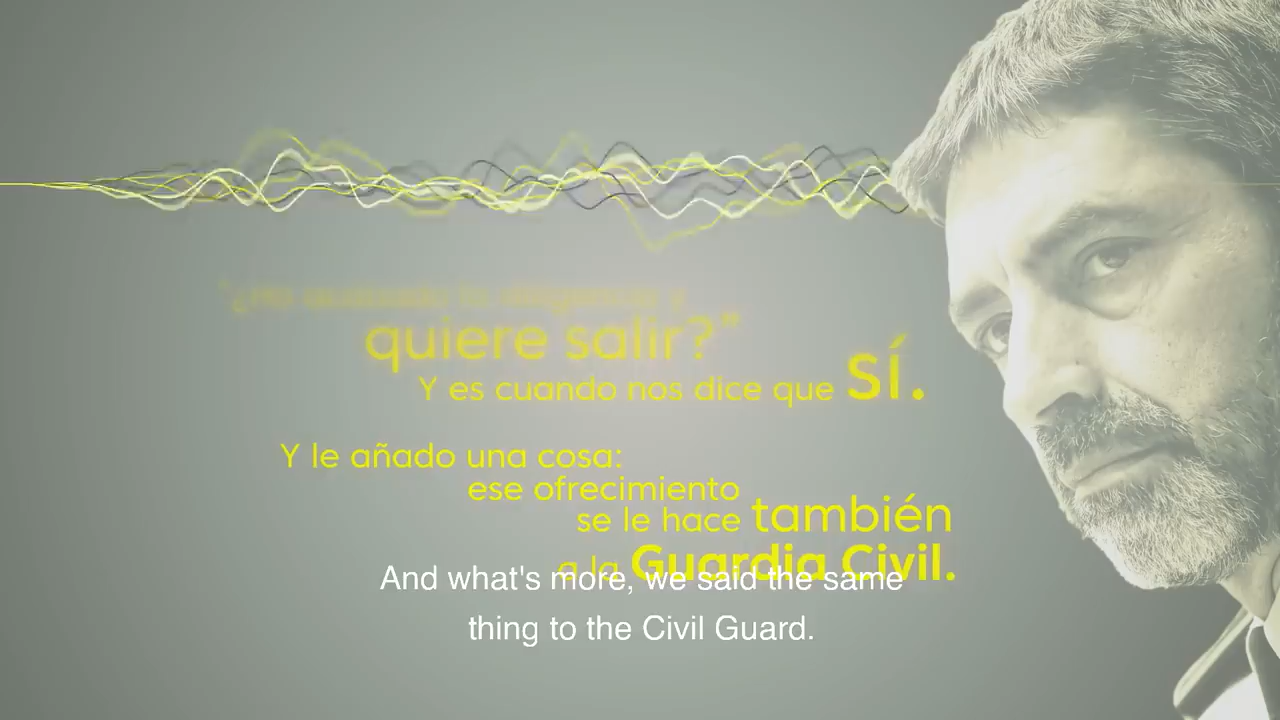 quiere salir?"
Y es cuando nos dice que sí.
Y le añado una cosa:
ese ofrecimiento
se le hace también
a la Guardia Civil.
And what's more, we said the same
thing to the Civil Guard.